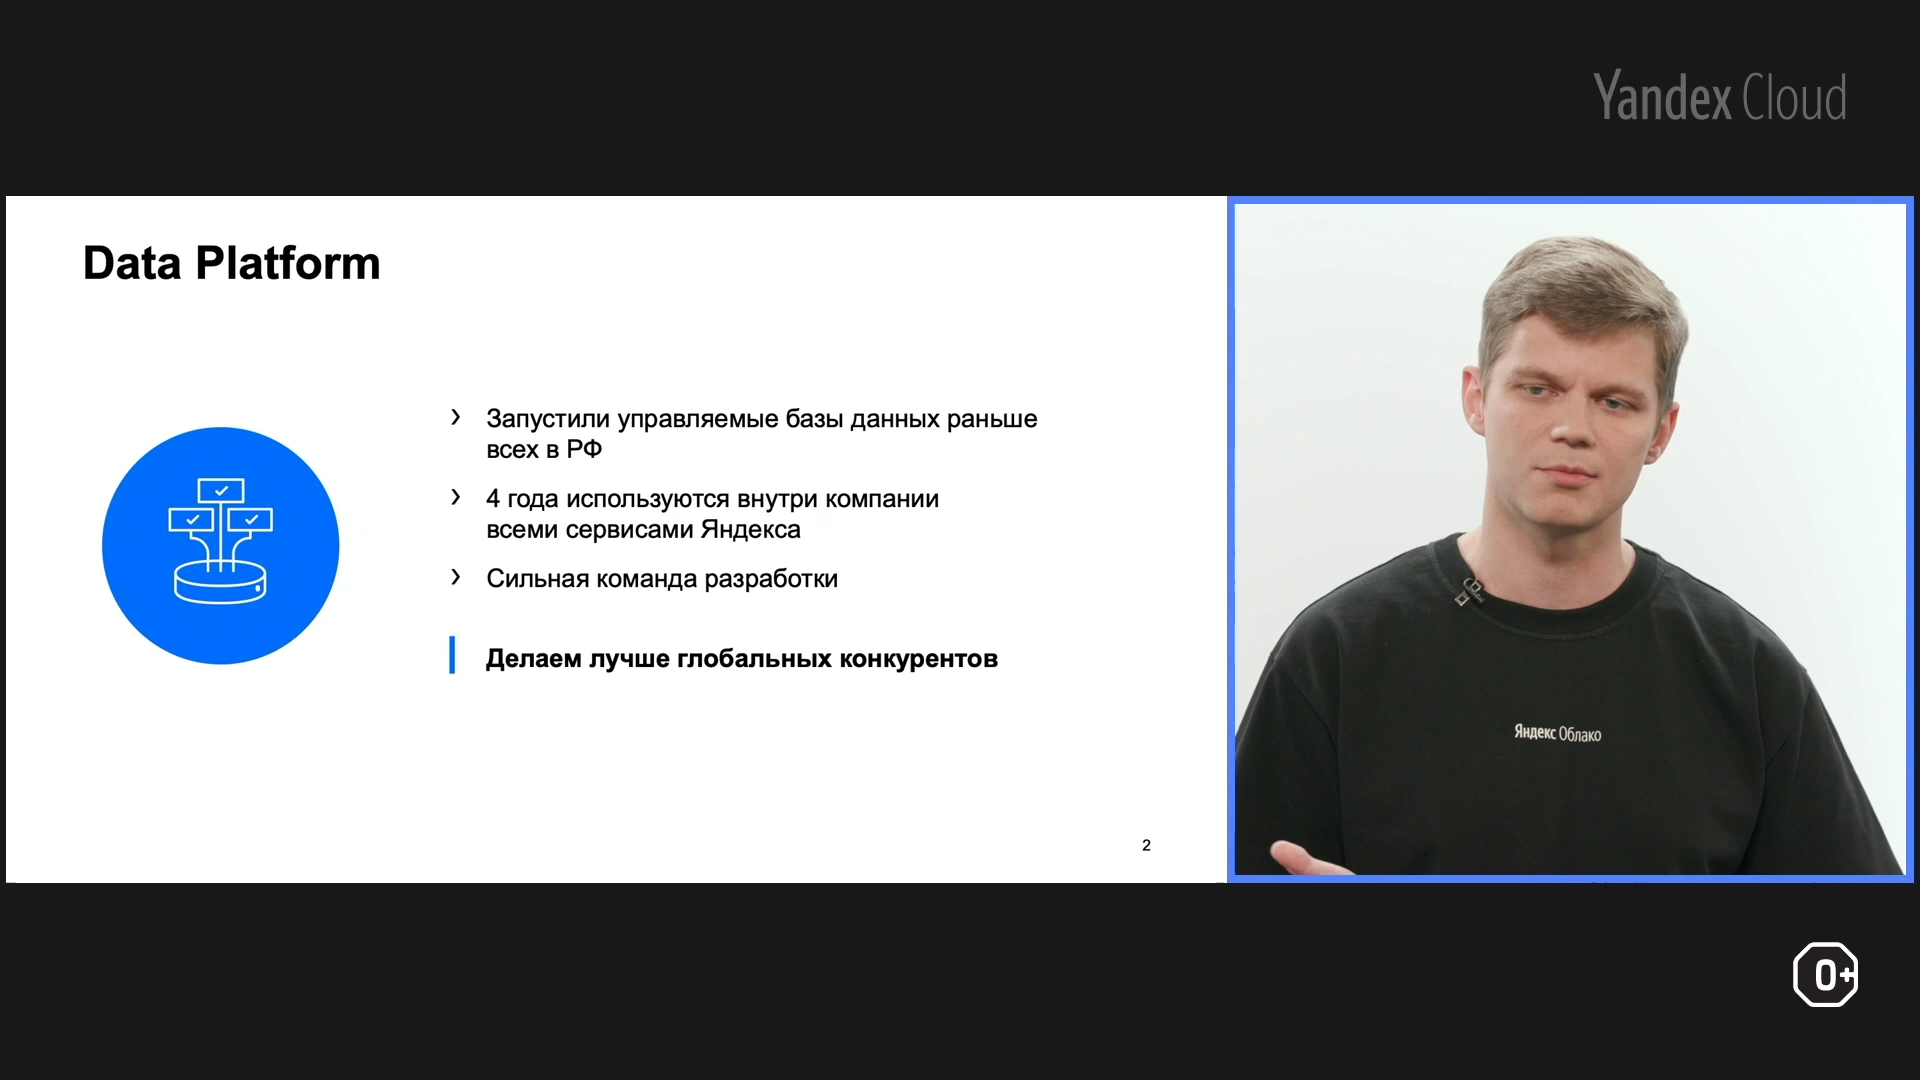 Yandex Cloud
Data Platform
› Запустили управляемые базы данных раньше
всех в РФ
› 4 года используются внутри компании
всеми сервисами Яндекса
› Сильная команда разработки
Делаем лучше глобальных конкурентов
2
Яндекс Облако
0+